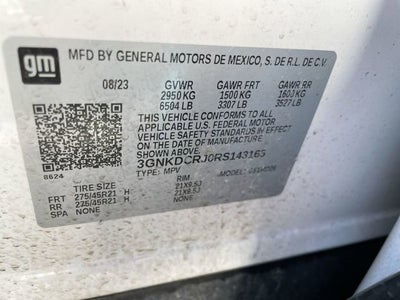 gm
MFD BY GENERAL MOTORS DE MEXICO, S. DE R.L. DE C.V.
08/23 GVWR GAWR FRT GAWR RR
2950 KG 1500 KG 1600 KG
6504 LB 3307 LB 3527 LB
THIS VEHICLE CONFORMS TO ALL
APPLICABLE U.S. FEDERAL MOTOR
VEHICLE SAFETY STANDARDS IN EFFECT
ON THE DATE OF MANUFACTURE
SHOWN ABOVE.
3GNKDCRJ0RS143165
8624
TYPE: MPV
TIRE SIZE RIM
FRT 275/45R21 H 21X9.5J
RR 275/45R21 H 21X9.5J
SPA NONE NONE